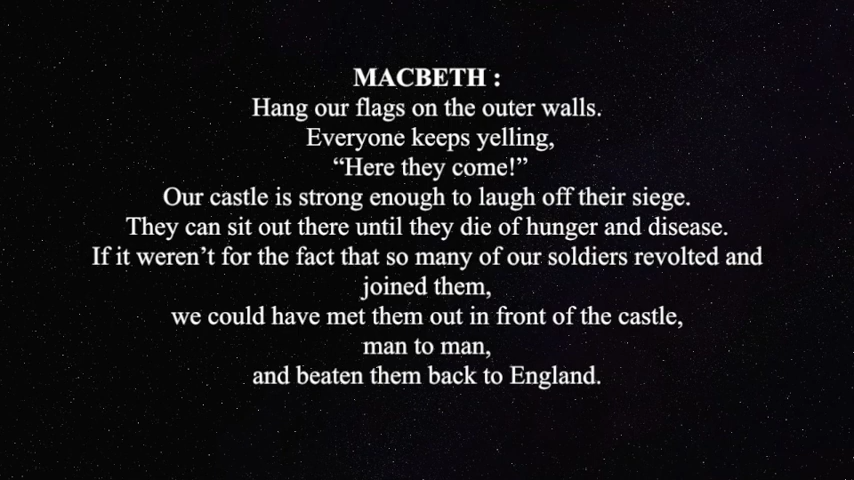 MACBETH :
Hang our flags on the outer walls.
Everyone keeps yelling,
“Here they come!”
Our castle is strong enough to laugh off their siege.
They can sit out there until they die of hunger and disease.
If it weren’t for the fact that so many of our soldiers revolted and
joined them,
we could have met them out in front of the castle,
man to man,
and beaten them back to England.